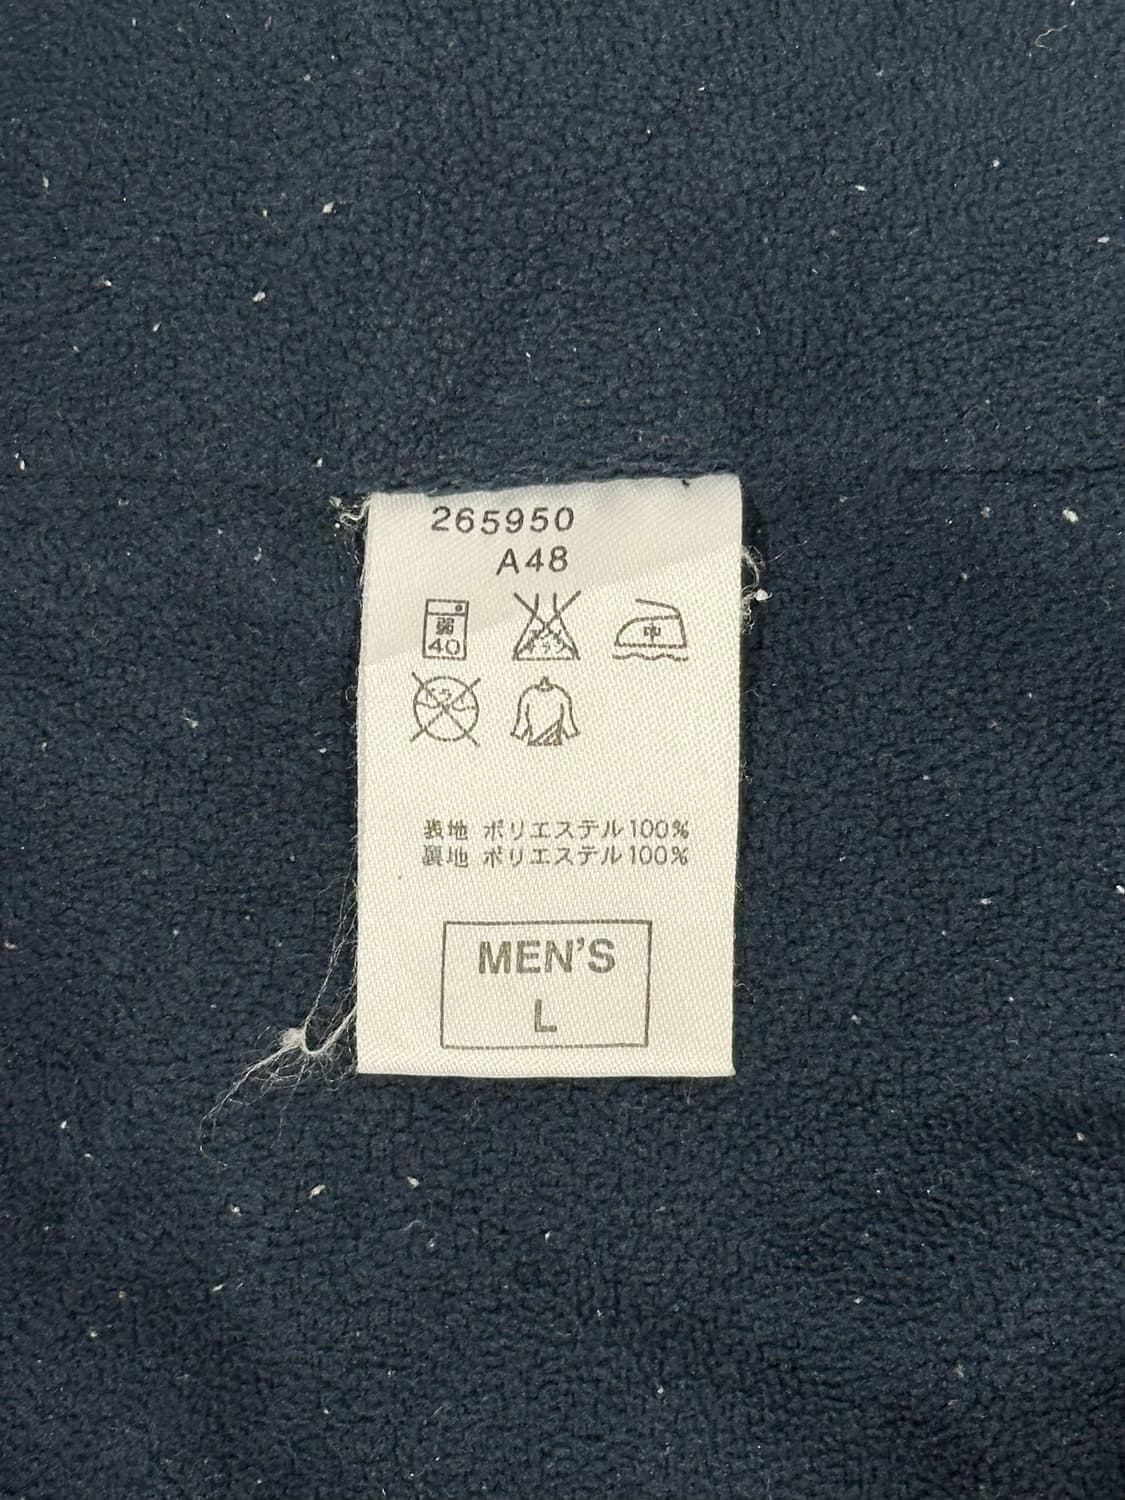 265950
A48
弱 中
40
表地 ポリエステル100%
裏地 ポリエステル100%
MEN'S
L